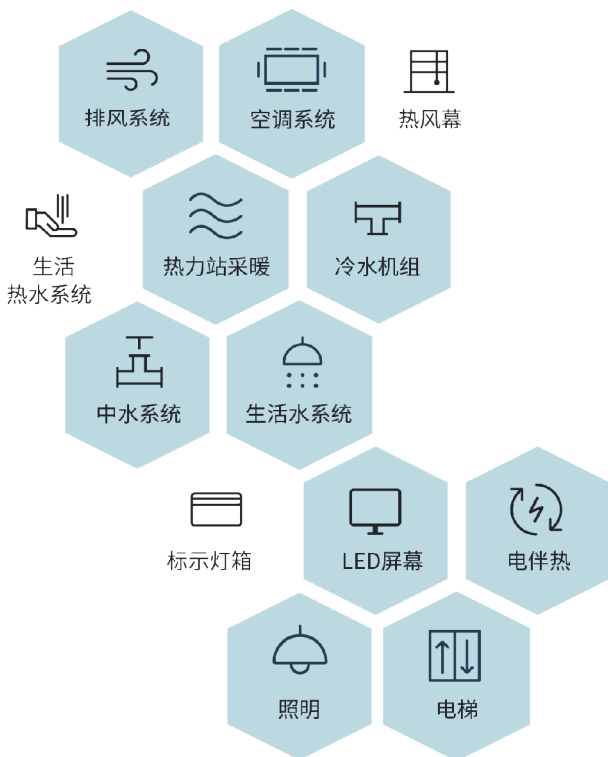 排风系统
空调系统
热风幕
生活
热水系统
热力站采暖
冷水机组
中水系统
生活水系统
标示灯箱
LED屏幕
电伴热
照明
电梯